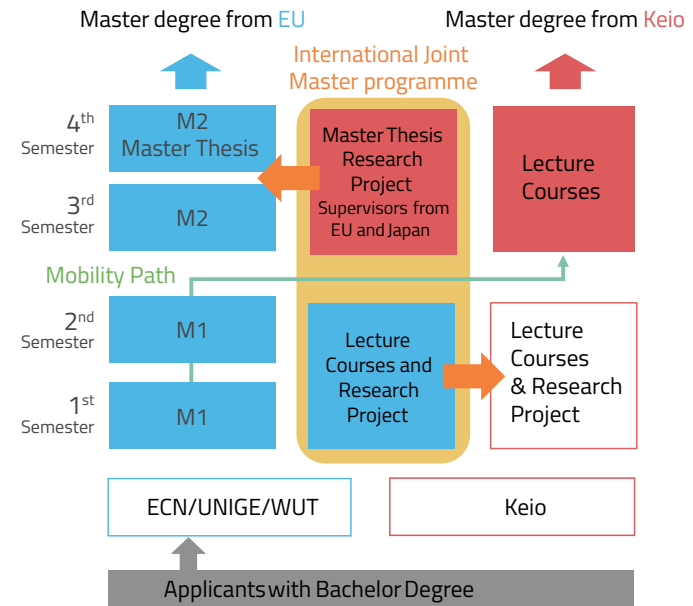 Master degree from EU
Master degree from Keio
International Joint
Master programme
4th
Semester
M2
Master Thesis
Master Thesis
Research
Project
Supervisors from
EU and Japan
Lecture
Courses
3rd
Semester
M2
Mobility Path
2nd
Semester
M1
Lecture
Courses and
Research
Project
Lecture
Courses
& Research
Project
1st
Semester
M1
ECN/UNIGE/WUT
Keio
Applicants with Bachelor Degree